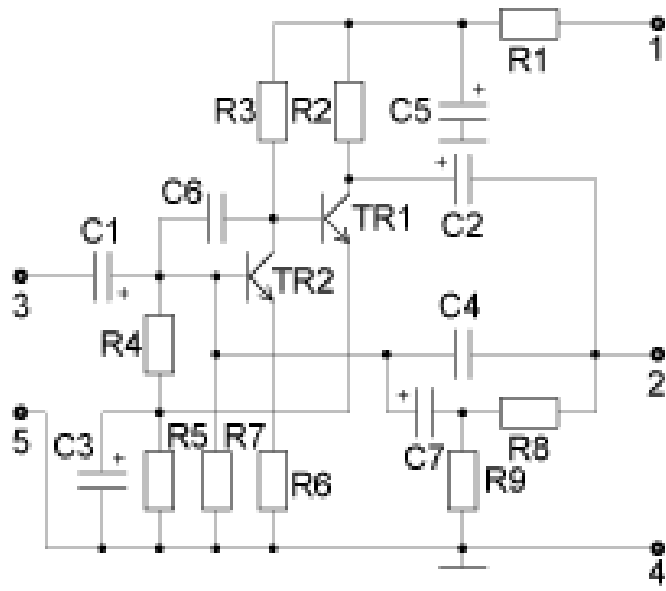 R1
1
R3
R2
C5
+
+
C6
TR1
C2
C1
+
TR2
3
C4
R4
2
5
+
R5
R7
C3
+
C7
R8
R6
R9
4